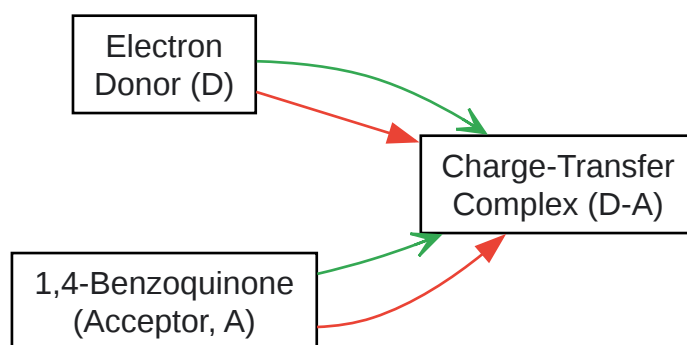 Electron
Donor (D)
Charge-Transfer
Complex (D-A)
1,4-Benzoquinone
(Acceptor, A)